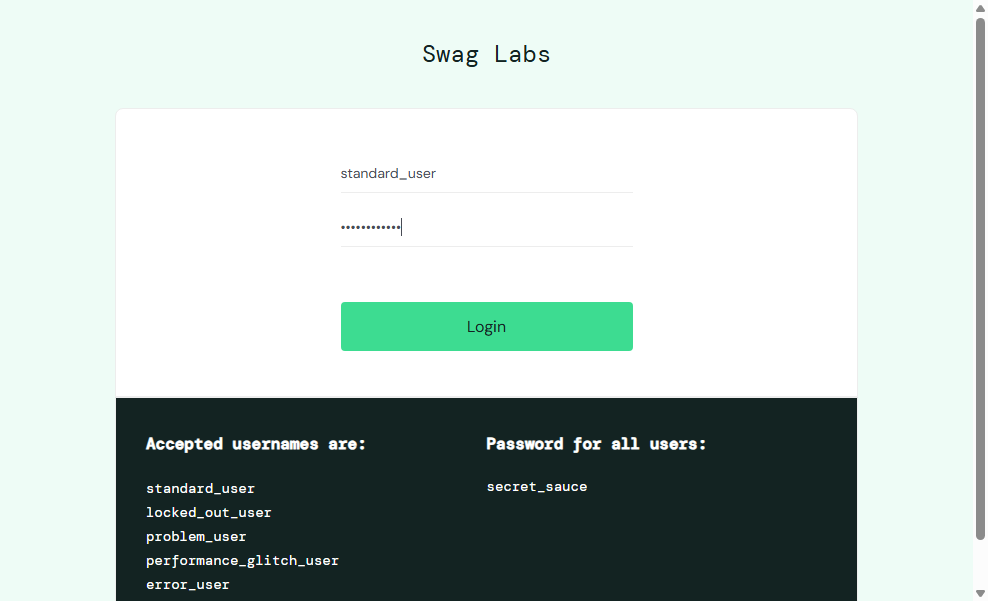 Swag Labs
standard_user
••••••••••••
Login
Accepted usernames are:
standard_user
locked_out_user
problem_user
performance_glitch_user
error_user
Password for all users:
secret_sauce